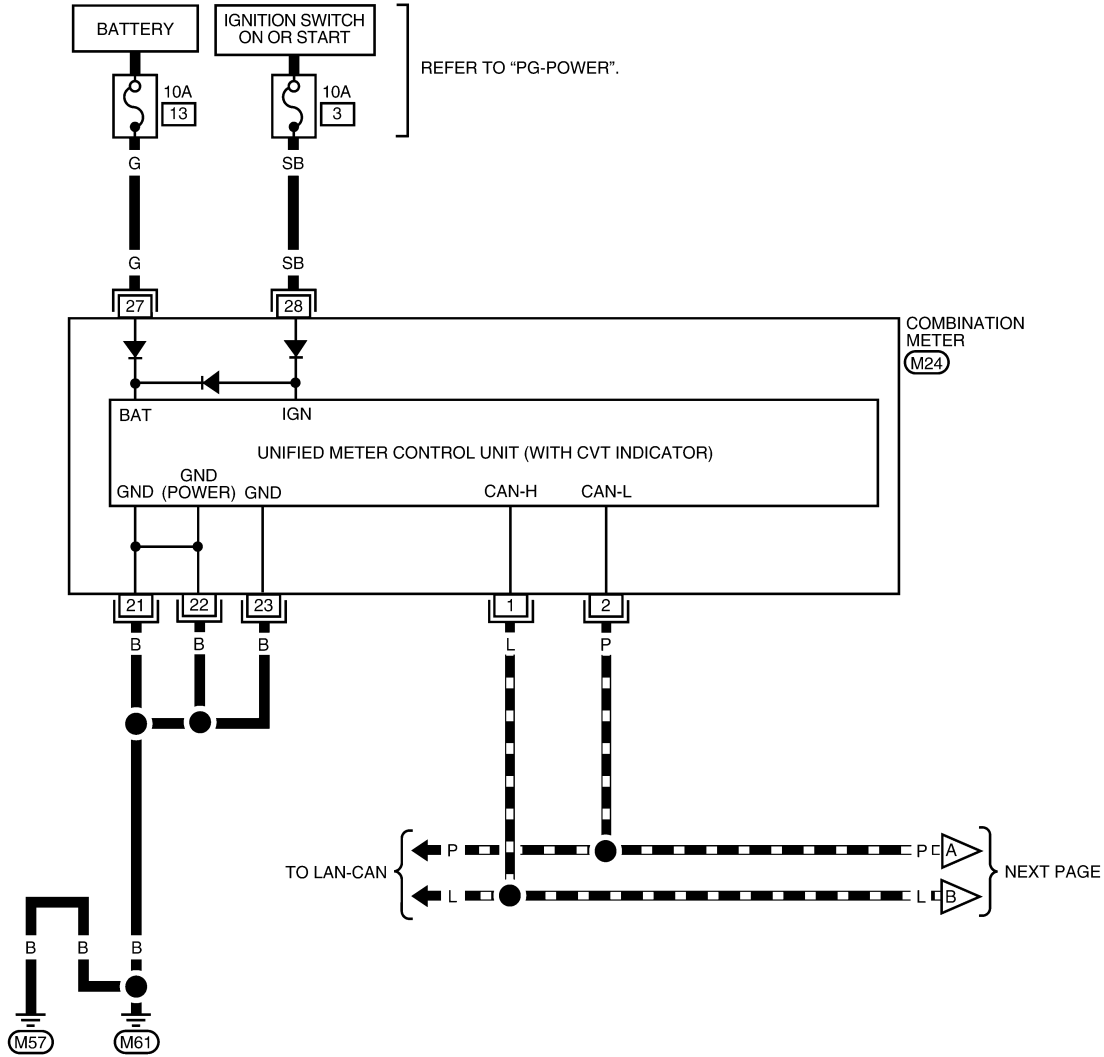 BATTERY
IGNITION SWITCH
ON OR START
REFER TO “PG-POWER”.
10A
13
10A
3
G
SB
G
SB
27
28
COMBINATION
METER
M24
BAT
IGN
UNIFIED METER CONTROL UNIT (WITH CVT INDICATOR)
GND
GND
(POWER)
GND
CAN-H
CAN-L
21
22
23
1
2
B
B
B
L
P
TO LAN-CAN
P
P
A
L
L
B
NEXT PAGE
B
B
B
M57
M61